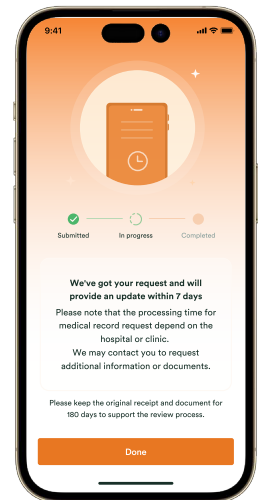 9:41
Submitted
In progress
Completed
We've got your request and will
provide an update within 7 days
Please note that the processing time for
medical record request depend on the
hospital or clinic.
We may contact you to request
additional information or documents.
Please keep the original receipt and document for
180 days to support the review process.
Done